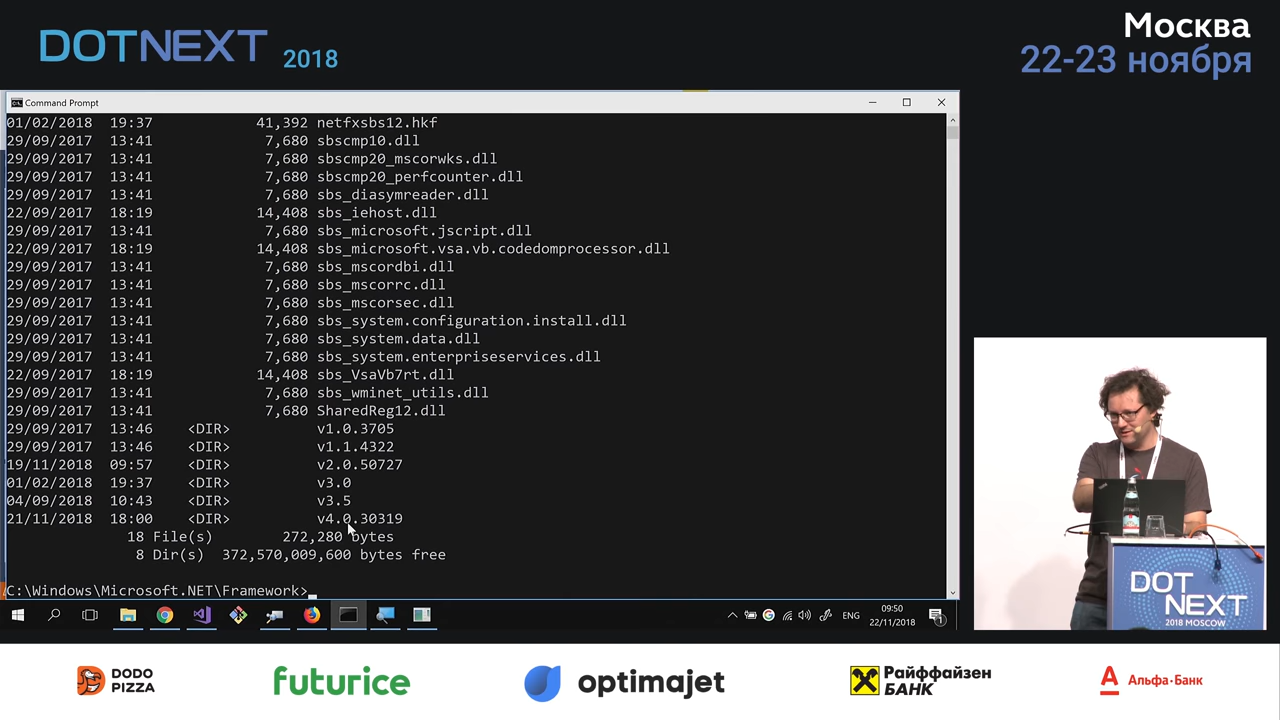 DOTNEXT 2018
Москва
22-23 ноября
Command Prompt
01/02/2018 19:37 41,392 netfxsbs12.hkf
29/09/2017 13:41 7,680 sbscmp10.dll
29/09/2017 13:41 7,680 sbscmp20_mscorwks.dll
29/09/2017 13:41 7,680 sbscmp20_perfcounter.dll
29/09/2017 13:41 7,680 sbs_diasymreader.dll
22/09/2017 18:19 14,408 sbs_iehost.dll
29/09/2017 13:41 7,680 sbs_microsoft.jscript.dll
22/09/2017 18:19 14,408 sbs_microsoft.vsa.vb.codedomprocessor.dll
29/09/2017 13:41 7,680 sbs_mscordbi.dll
29/09/2017 13:41 7,680 sbs_mscorrc.dll
29/09/2017 13:41 7,680 sbs_mscorsec.dll
29/09/2017 13:41 7,680 sbs_system.configuration.install.dll
29/09/2017 13:41 7,680 sbs_system.data.dll
29/09/2017 13:41 7,680 sbs_system.enterpriseservices.dll
22/09/2017 18:19 14,408 sbs_VsaVb7rt.dll
29/09/2017 13:41 7,680 sbs_wminet_utils.dll
29/09/2017 13:41 7,680 SharedReg12.dll
29/09/2017 13:46 <DIR> v1.0.3705
29/09/2017 13:46 <DIR> v1.1.4322
19/11/2018 09:57 <DIR> v2.0.50727
01/02/2018 19:37 <DIR> v3.0
04/09/2018 10:43 <DIR> v3.5
21/11/2018 18:00 <DIR> v4.0.30319
18 File(s) 272,280 bytes
8 Dir(s) 372,570,009,600 bytes free
C:\Windows\Microsoft.NET\Framework>
ENG
09:50
22/11/2018
1
DOT
NEXT
2018 MOSCOW
DODO
PIZZA
futurice
optimajet
Райффайзен
БАНК
Альфа·Банк